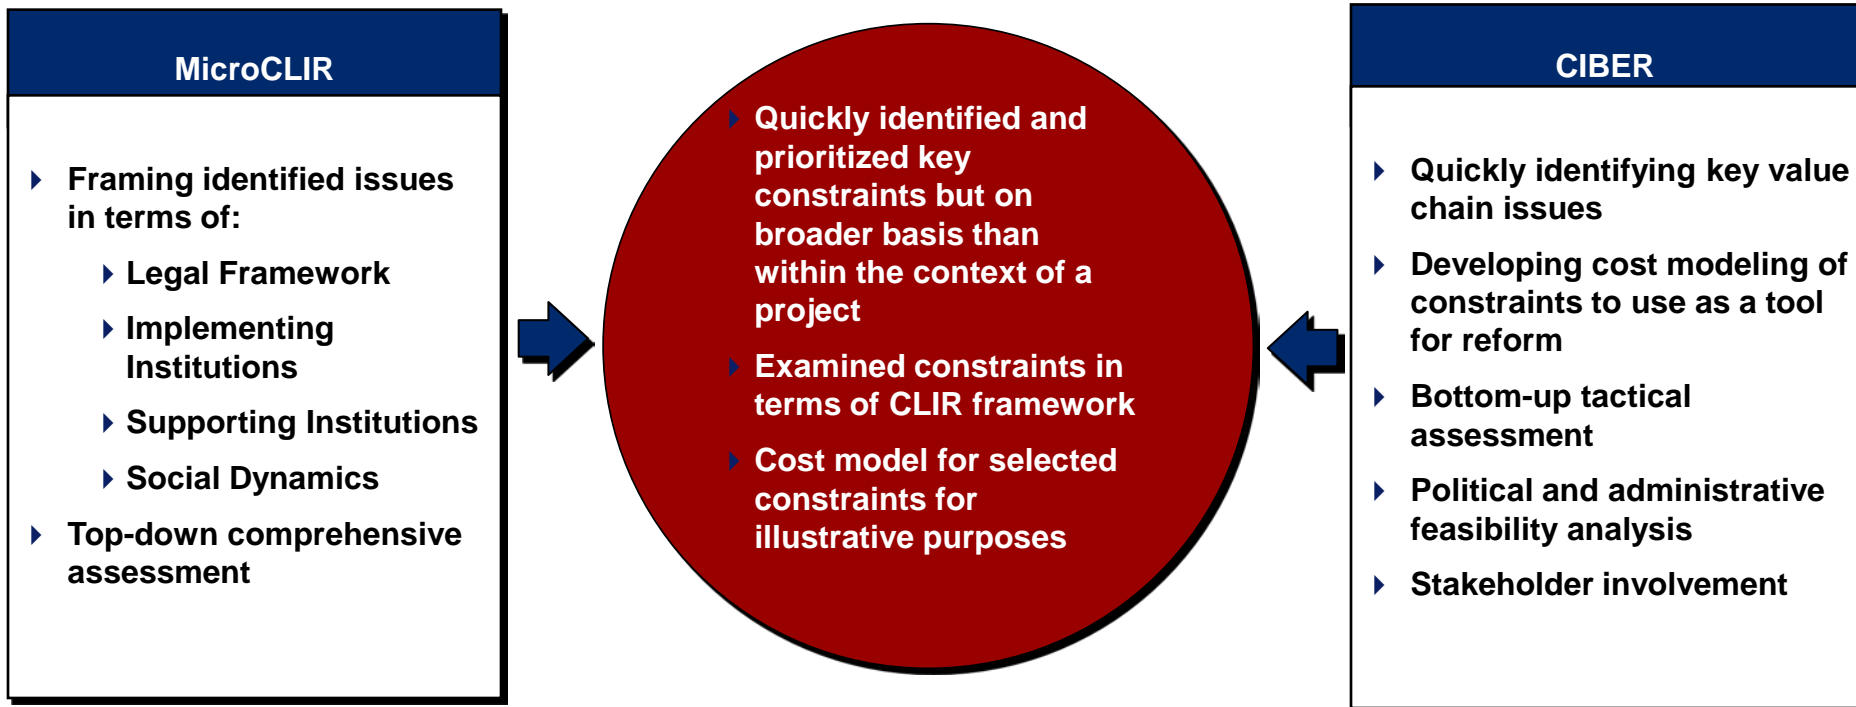 MicroCLIR
Framing identified issues
in terms of:
Legal Framework
Implementing
Institutions
Supporting Institutions
Social Dynamics
Top-down comprehensive
assessment
Quickly identified and
prioritized key
constraints but on
broader basis than
within the context of a
project
Examined constraints in
terms of CLIR framework
Cost model for selected
constraints for
illustrative purposes
CIBER
Quickly identifying key value
chain issues
Developing cost modeling of
constraints to use as a tool
for reform
Bottom-up tactical
assessment
Political and administrative
feasibility analysis
Stakeholder involvement